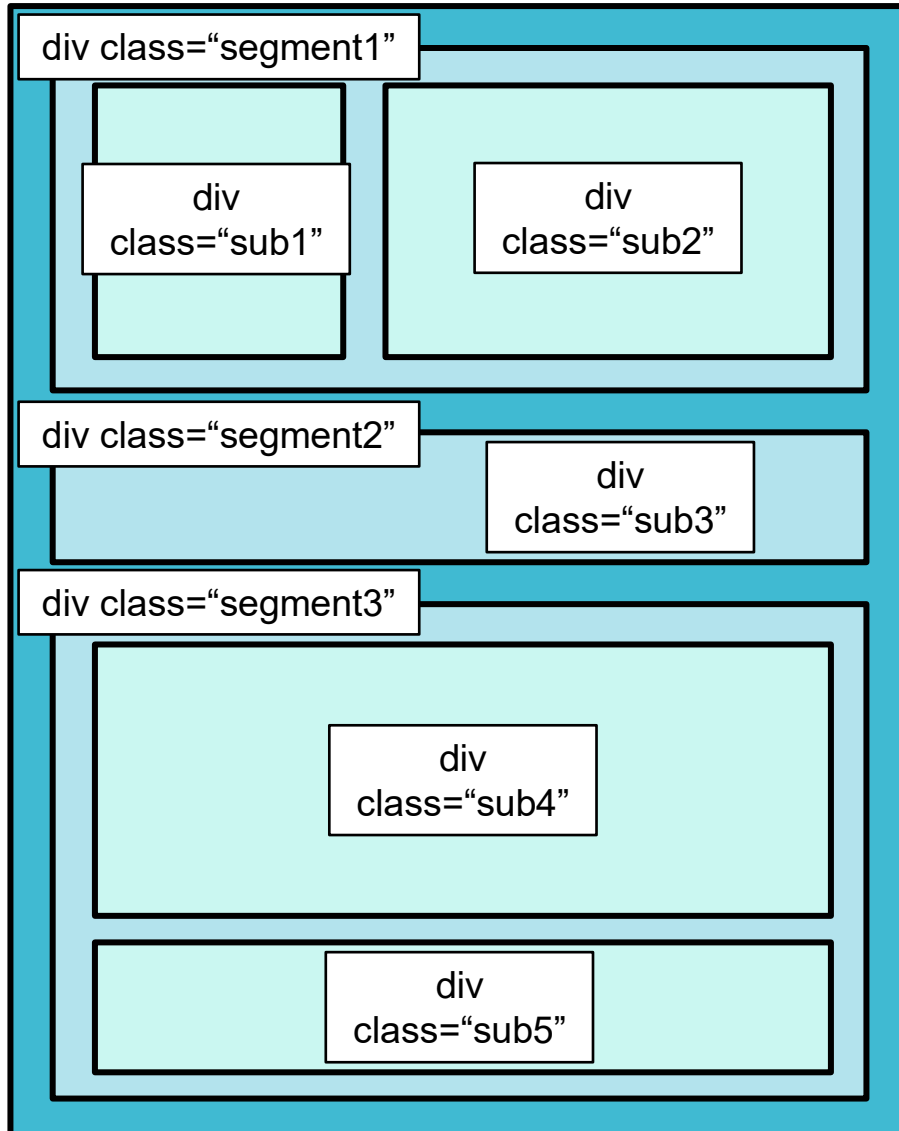 div class=“segment1”
div
class=“sub1”
div
class=“sub2”
div class=“segment2”
div
class=“sub3”
div class=“segment3”
div
class=“sub4”
div
class=“sub5”